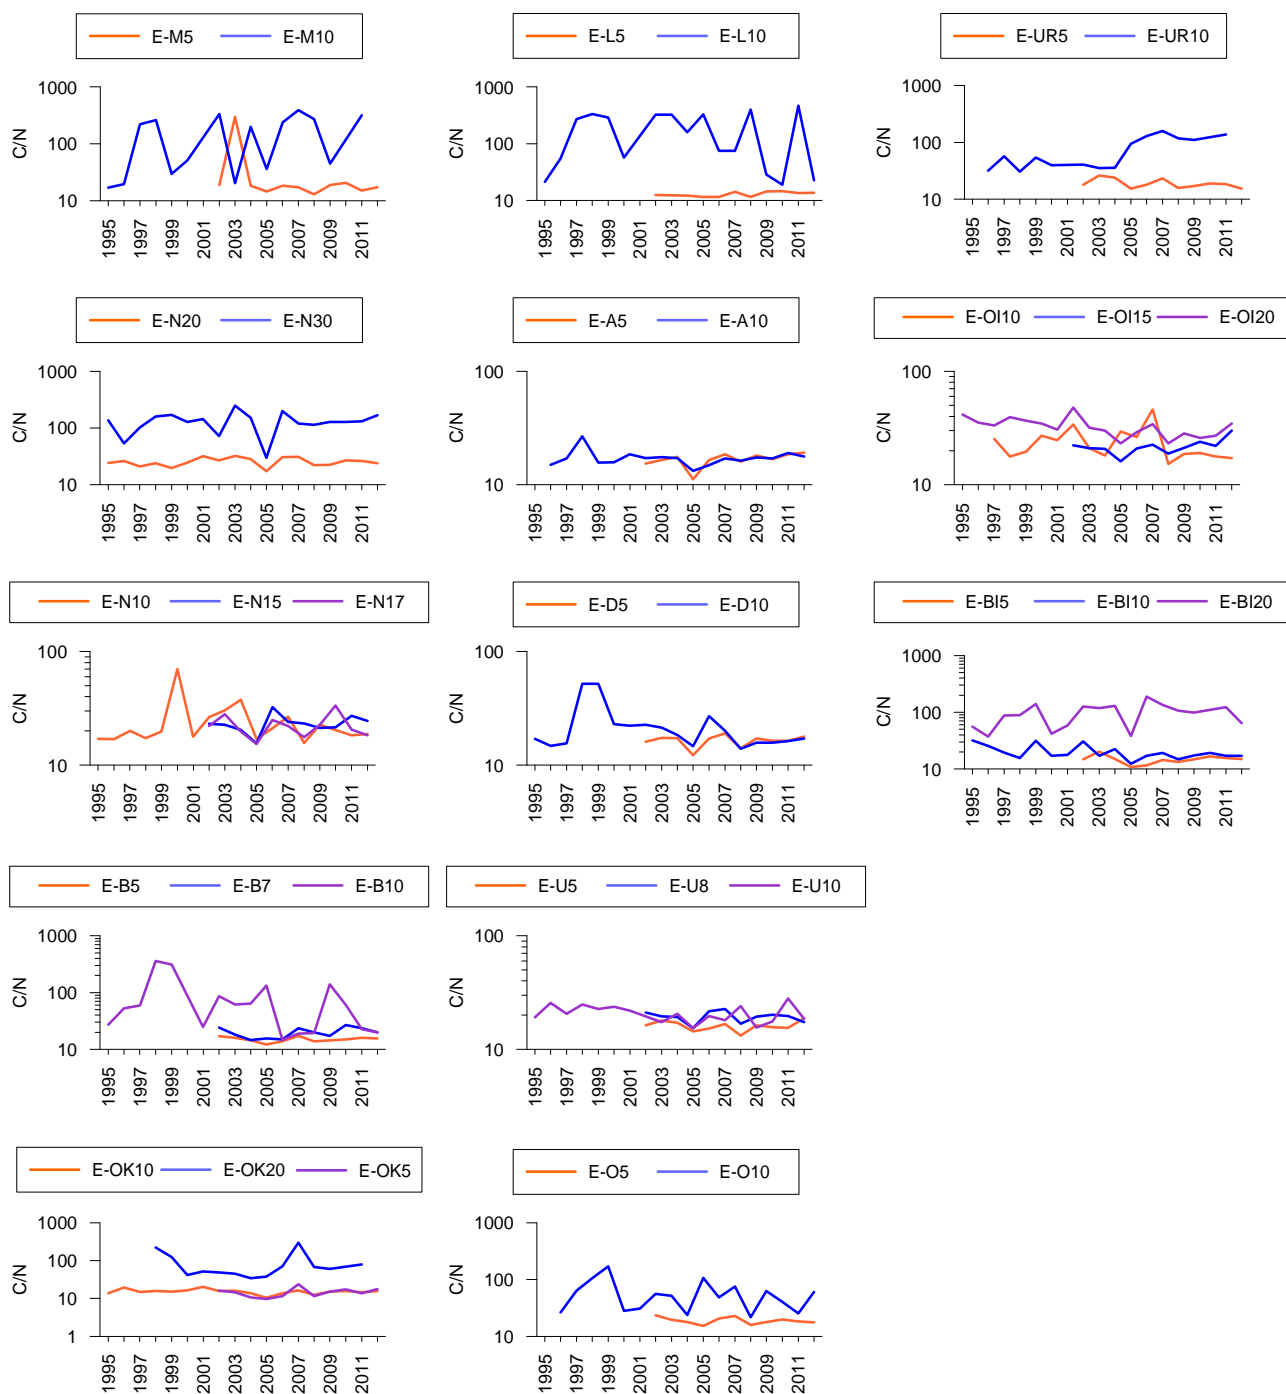 E-M5 E-M10
1000
100
10
C/N
1995 1997 1999 2001 2003 2005 2007 2009 2011
E-L5 E-L10
1000
100
10
C/N
1995 1997 1999 2001 2003 2005 2007 2009 2011
E-UR5 E-UR10
1000
100
10
C/N
1995 1997 1999 2001 2003 2005 2007 2009 2011
E-N20 E-N30
1000
100
10
C/N
1995 1997 1999 2001 2003 2005 2007 2009 2011
E-A5 E-A10
100
10
C/N
1995 1997 1999 2001 2003 2005 2007 2009 2011
E-OI10 E-OI15 E-OI20
100
10
C/N
1995 1997 1999 2001 2003 2005 2007 2009 2011
E-N10 E-N15 E-N17
100
10
C/N
1995 1997 1999 2001 2003 2005 2007 2009 2011
E-D5 E-D10
100
10
C/N
1995 1997 1999 2001 2003 2005 2007 2009 2011
E-BI5 E-BI10 E-BI20
1000
100
10
C/N
1995 1997 1999 2001 2003 2005 2007 2009 2011
E-B5 E-B7 E-B10
1000
100
10
C/N
1995 1997 1999 2001 2003 2005 2007 2009 2011
E-U5 E-U8 E-U10
100
10
C/N
1995 1997 1999 2001 2003 2005 2007 2009 2011
E-OK10 E-OK20 E-OK5
1000
100
10
1
C/N
1995 1997 1999 2001 2003 2005 2007 2009 2011
E-O5 E-O10
1000
100
10
C/N
1995 1997 1999 2001 2003 2005 2007 2009 2011